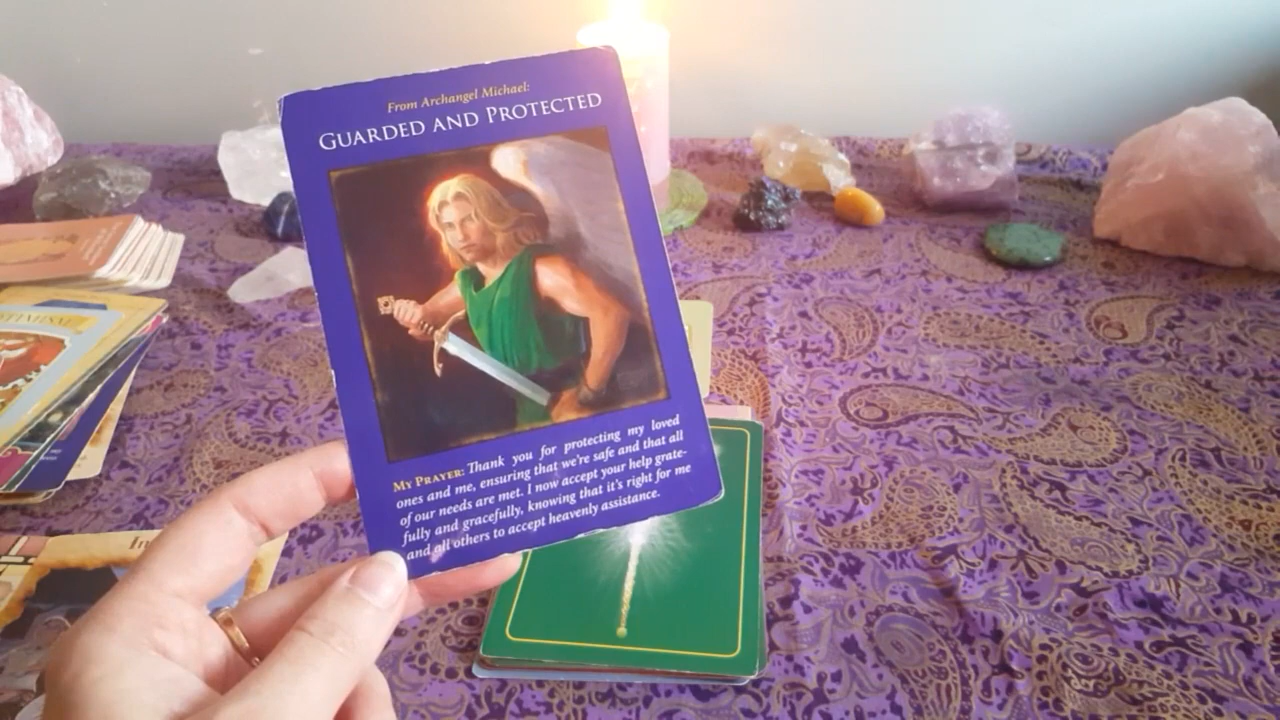 From Archangel Michael:
GUARDED AND PROTECTED
MY PRAYER: Thank you for protecting my loved
ones and me, ensuring that we're safe and that all
of our needs are met. I now accept your help grate-
fully and gracefully, knowing that it's right for me
and all others to accept heavenly assistance.